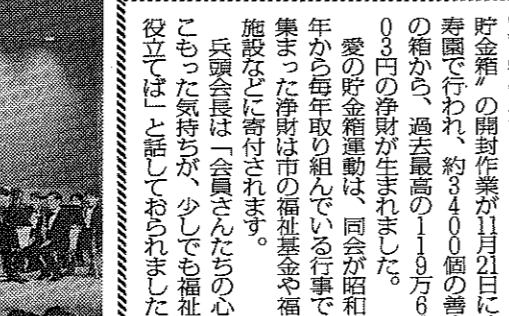 貯金箱〟の開封作業が11月21日に
寿園で行われ、約3400個の善
の箱から、過去最高の119万6
03円の浄財が生まれました。
愛の貯金箱運動は、同会が昭和
年から毎年取り組んでいる行事で
集まった浄財は市の福祉基金や福
施設などに寄付されます。
兵頭会長は「会員さんたちの心
こもった気持ちが、少しでも福祉
役立てば」と話しておられました